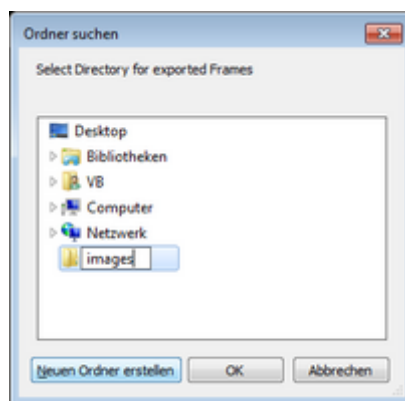 Ordner suchen
Select Directory for exported Frames
Desktop
Bibliotheken
VB
Computer
Netzwerk
images
Neuen Ordner erstellen OK Abbrechen